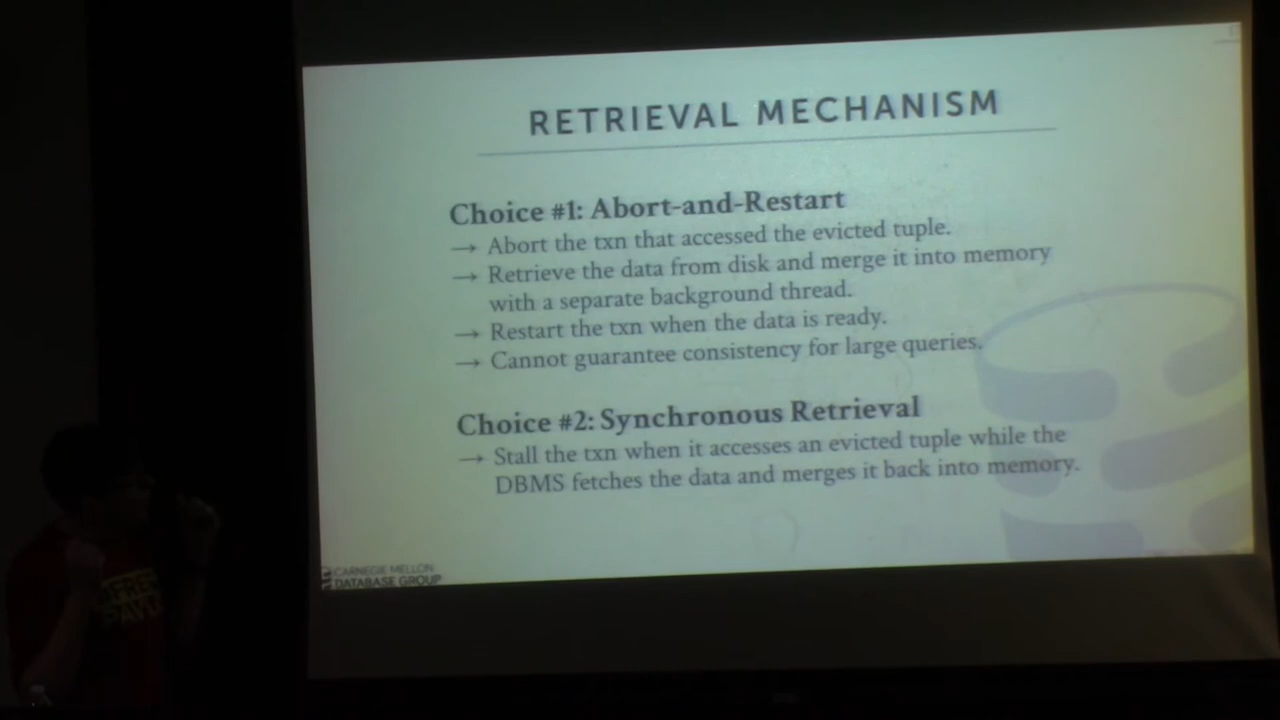 RETRIEVAL MECHANISM
Choice #1: Abort-and-Restart
→ Abort the txn that accessed the evicted tuple.
→ Retrieve the data from disk and merge it into memory
with a separate background thread.
→ Restart the txn when the data is ready.
→ Cannot guarantee consistency for large queries.
Choice #2: Synchronous Retrieval
→ Stall the txn when it accesses an evicted tuple while the
DBMS fetches the data and merges it back into memory.
CARNEGIE MELLON
DATABASE GROUP